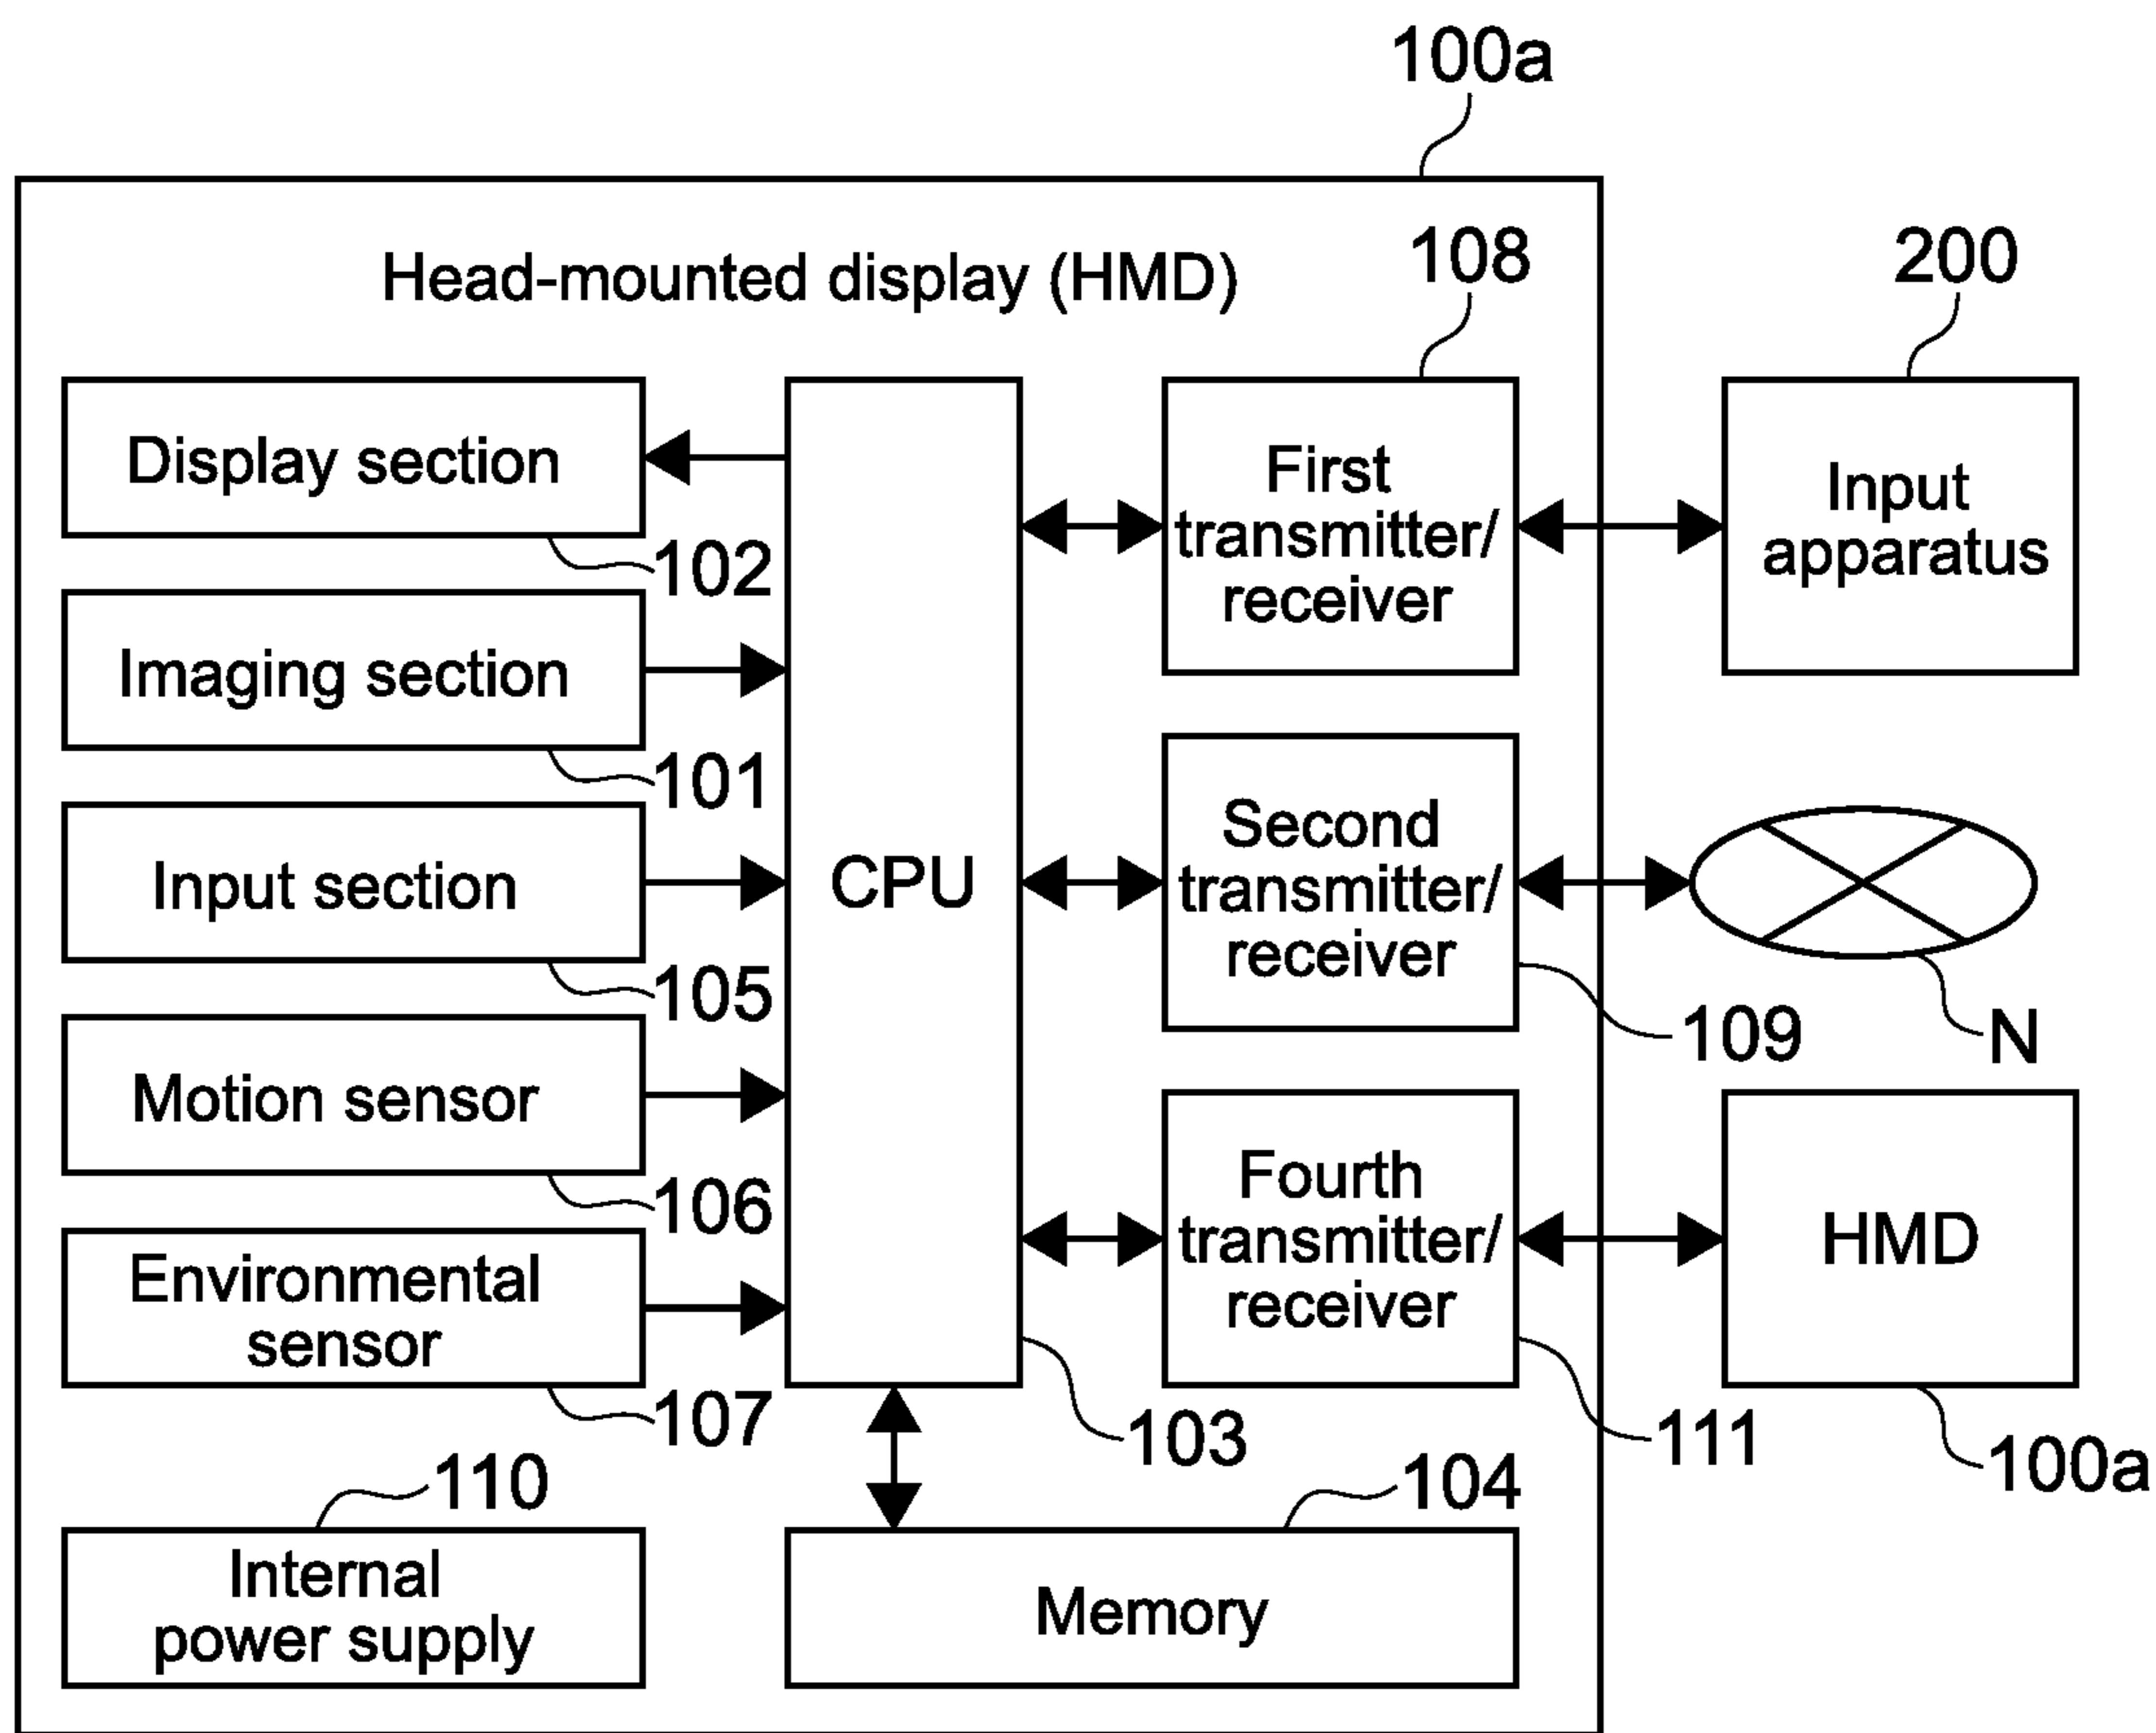 100a
Head-mounted display (HMD)
108
200
Display section
102
Imaging section
101
Input section
105
Motion sensor
106
Environmental
sensor
107
110
Internal
power supply
CPU
103
104
Memory
First
transmitter/
receiver
Second
transmitter/
receiver
109
Fourth
transmitter/
receiver
111
Input
apparatus
N
HMD
100a